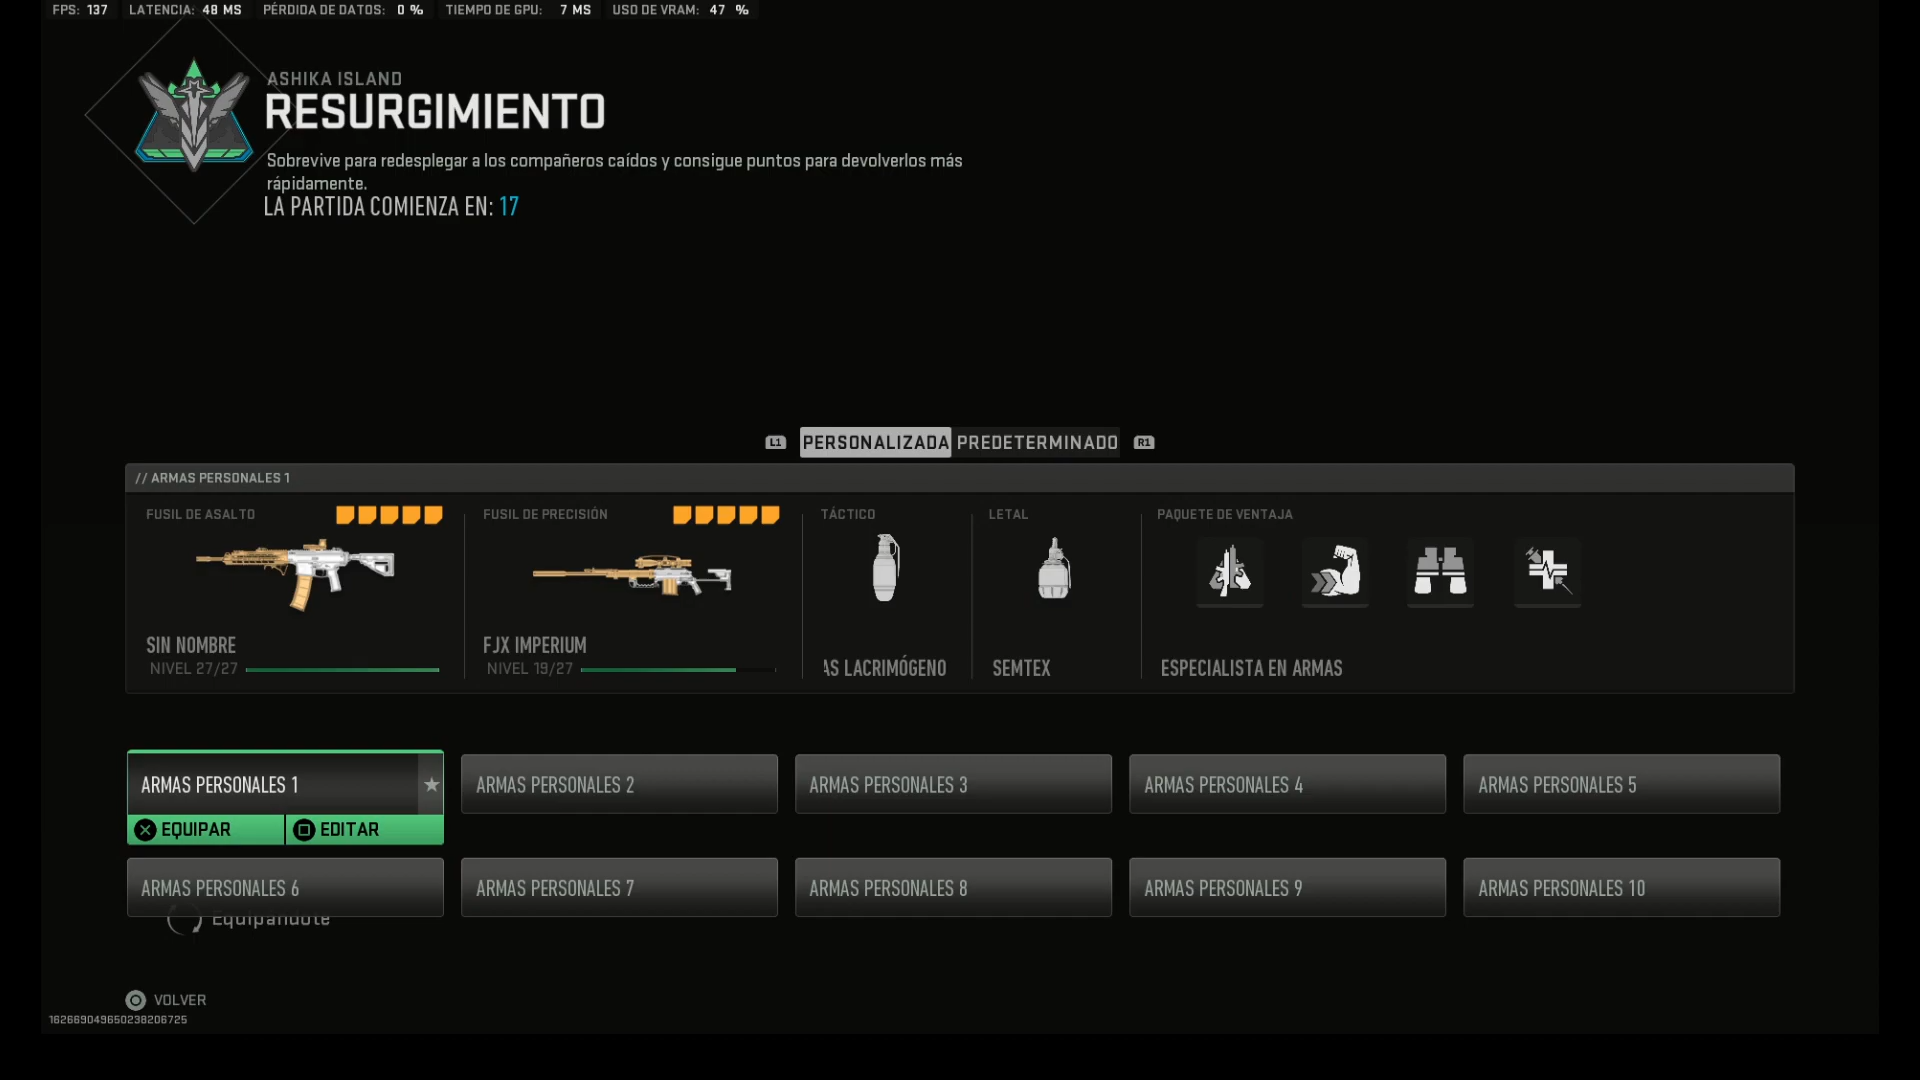 FPS: 137 LATENCIA: 48 MS PÉRDIDA DE DATOS: 0 % TIEMPO DE GPU: 7 MS USO DE VRAM: 47 %
ASHIKA ISLAND
RESURGIMIENTO
Sobrevive para redesplegar a los compañeros caídos y consigue puntos para devolverlos más
rápidamente.
LA PARTIDA COMIENZA EN: 17
L1 PERSONALIZADA PREDETERMINADO R1
// ARMAS PERSONALES 1
FUSIL DE ASALTO FUSIL DE PRECISIÓN TÁCTICO LETAL PAQUETE DE VENTAJA
SIN NOMBRE FJX IMPERIUM
NIVEL 27/27 NIVEL 19/27 AS LACRIMÓGENO SEMTEX ESPECIALISTA EN ARMAS
ARMAS PERSONALES 1 ARMAS PERSONALES 2 ARMAS PERSONALES 3 ARMAS PERSONALES 4 ARMAS PERSONALES 5
EQUIPAR EDITAR
ARMAS PERSONALES 6 ARMAS PERSONALES 7 ARMAS PERSONALES 8 ARMAS PERSONALES 9 ARMAS PERSONALES 10
Equipándote
VOLVER
162669049650238206725